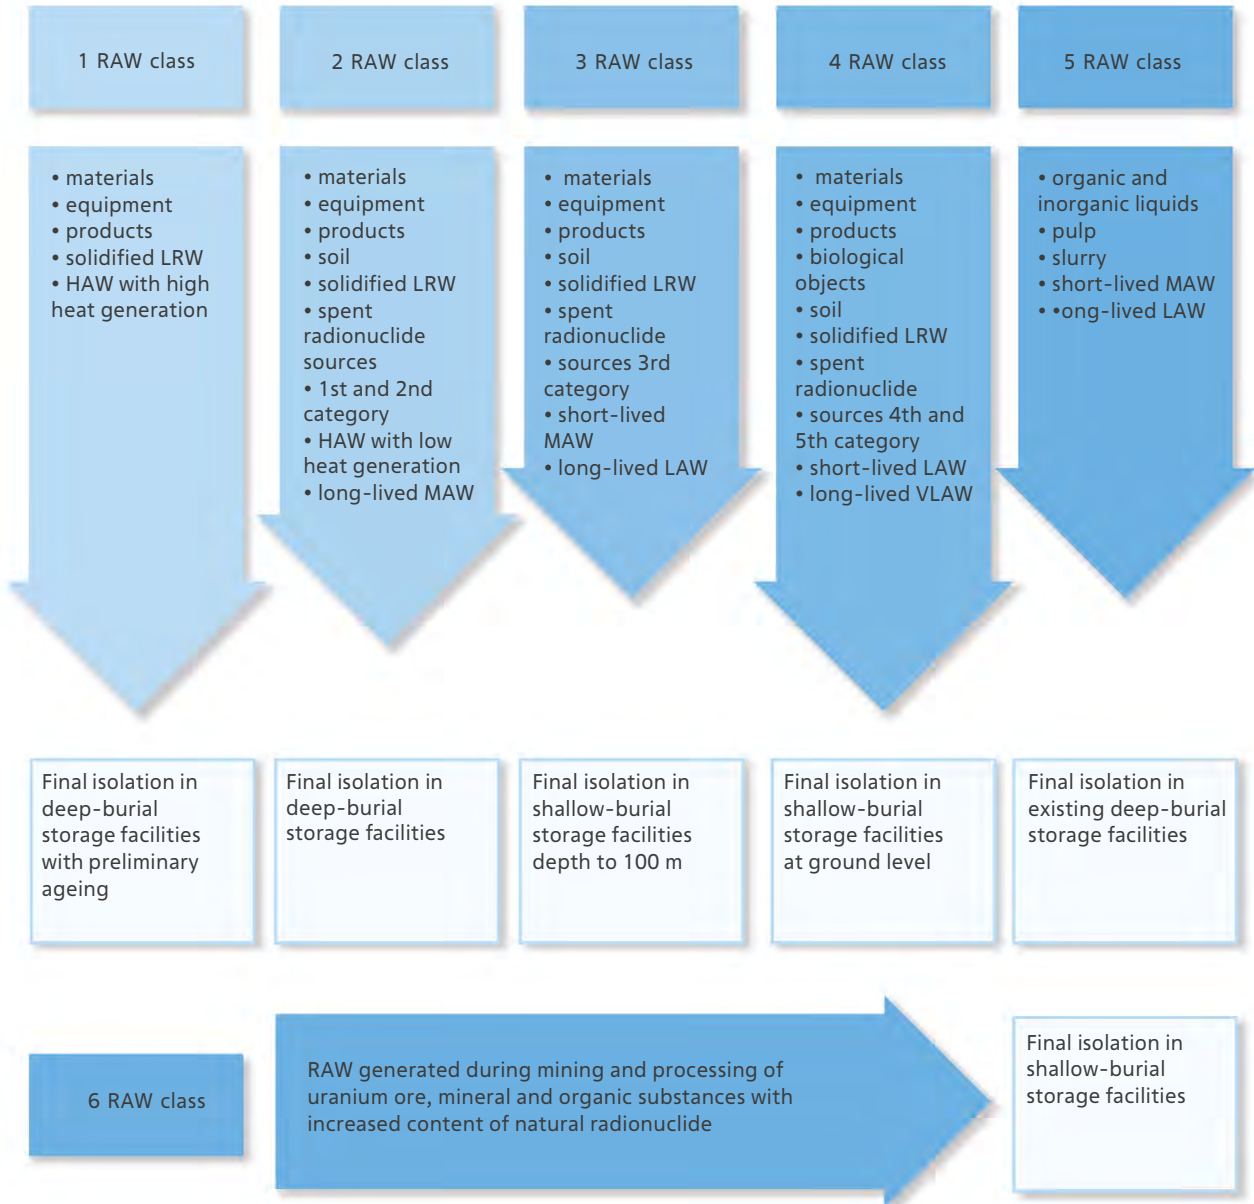 1 RAW class
2 RAW class
3 RAW class
4 RAW class
5 RAW class
• materials
• equipment
• products
• solidified LRW
• HAW with high
heat generation
• materials
• equipment
• products
• soil
• solidified LRW
• spent
radionuclide
sources
• 1st and 2nd
category
• HAW with low
heat generation
• long-lived MAW
• materials
• equipment
• products
• soil
• solidified LRW
• spent
radionuclide
• sources 3rd
category
• short-lived
MAW
• long-lived LAW
• materials
• equipment
• products
• biological
objects
• soil
• solidified LRW
• spent
radionuclide
• sources 4th and
5th category
• short-lived LAW
• long-lived VLAW
• organic and
inorganic liquids
• pulp
• slurry
• short-lived MAW
• •ong-lived LAW
Final isolation in
deep-burial
storage facilities
with preliminary
ageing
Final isolation in
deep-burial
storage facilities
Final isolation in
shallow-burial
storage facilities
depth to 100 m
Final isolation in
shallow-burial
storage facilities
at ground level
Final isolation in
existing deep-burial
storage facilities
6 RAW class
RAW generated during mining and processing of
uranium ore, mineral and organic substances with
increased content of natural radionuclide
Final isolation in
shallow-burial
storage facilities